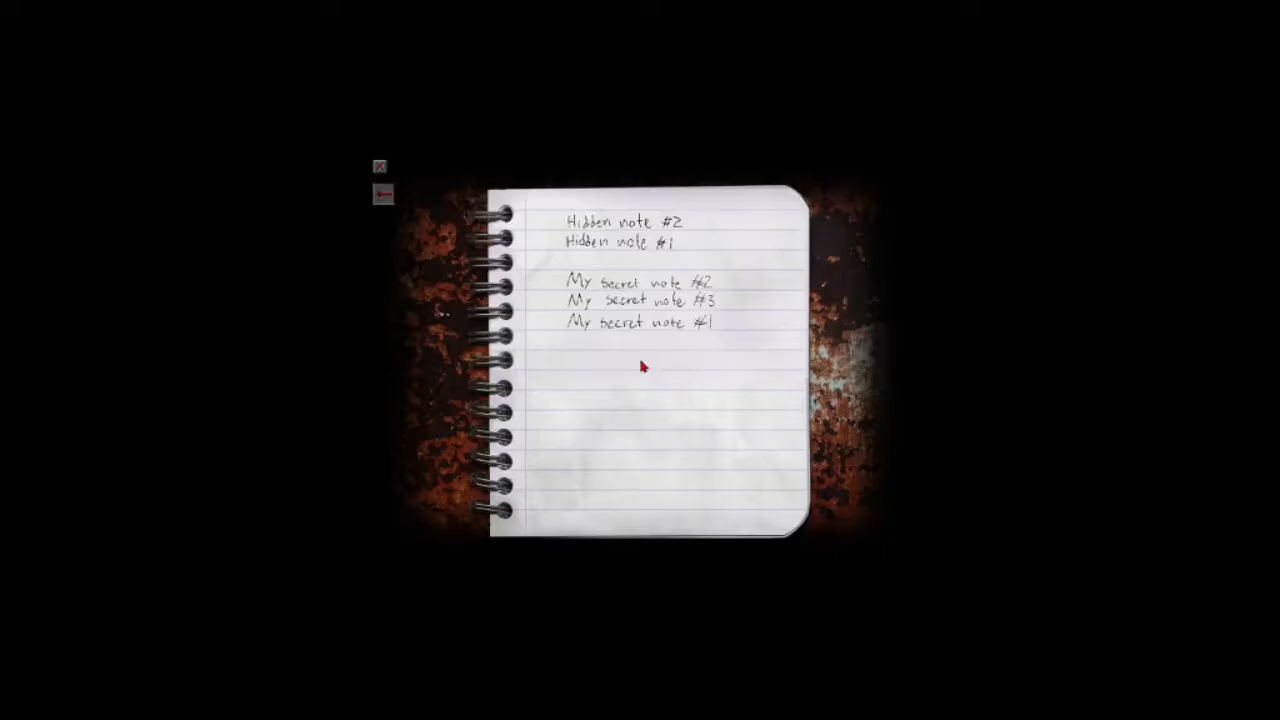 Hidden note #2
Hidden note #1
My secret note #2
My secret note #3
My secret note #1